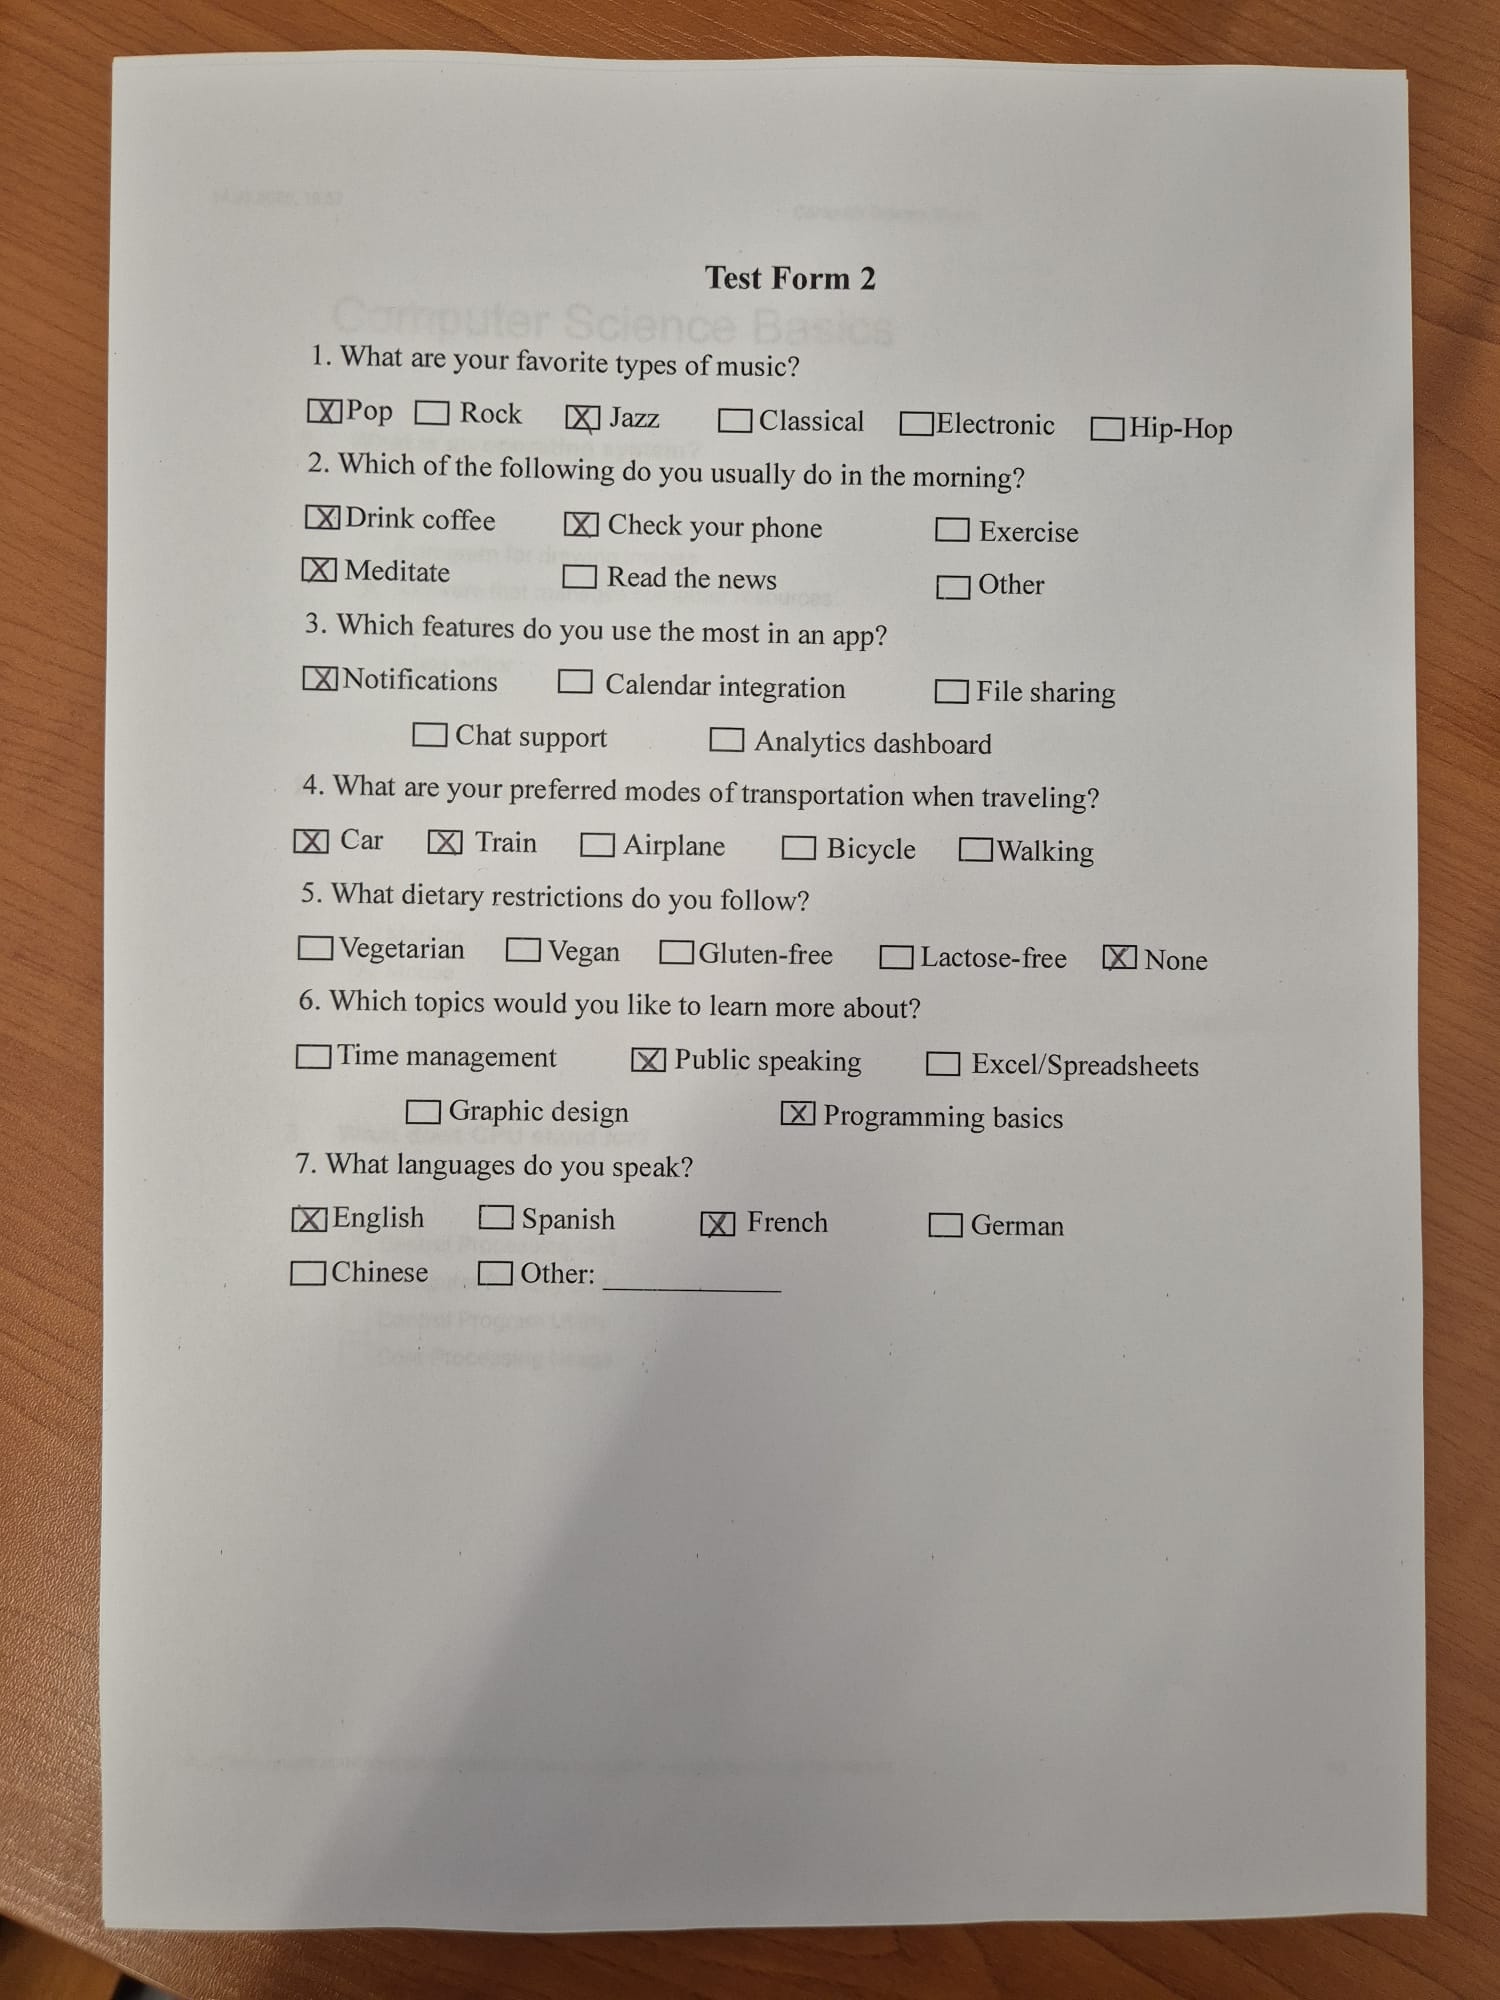 Test Form 2
Computer Science Basics
1. What are your favorite types of music?
☒ Pop ☐ Rock ☒ Jazz ☐ Classical ☐ Electronic ☐ Hip-Hop
2. Which of the following do you usually do in the morning?
☒ Drink coffee ☒ Check your phone ☐ Exercise
☒ Meditate ☐ Read the news ☐ Other
3. Which features do you use the most in an app?
☒ Notifications ☐ Calendar integration ☐ File sharing
☐ Chat support ☐ Analytics dashboard
4. What are your preferred modes of transportation when traveling?
☒ Car ☒ Train ☐ Airplane ☐ Bicycle ☐ Walking
5. What dietary restrictions do you follow?
☐ Vegetarian ☐ Vegan ☐ Gluten-free ☐ Lactose-free ☒ None
6. Which topics would you like to learn more about?
☐ Time management ☒ Public speaking ☐ Excel/Spreadsheets
☐ Graphic design ☒ Programming basics
7. What languages do you speak?
☒ English ☐ Spanish ☒ French ☐ German
☐ Chinese ☐ Other: ____________